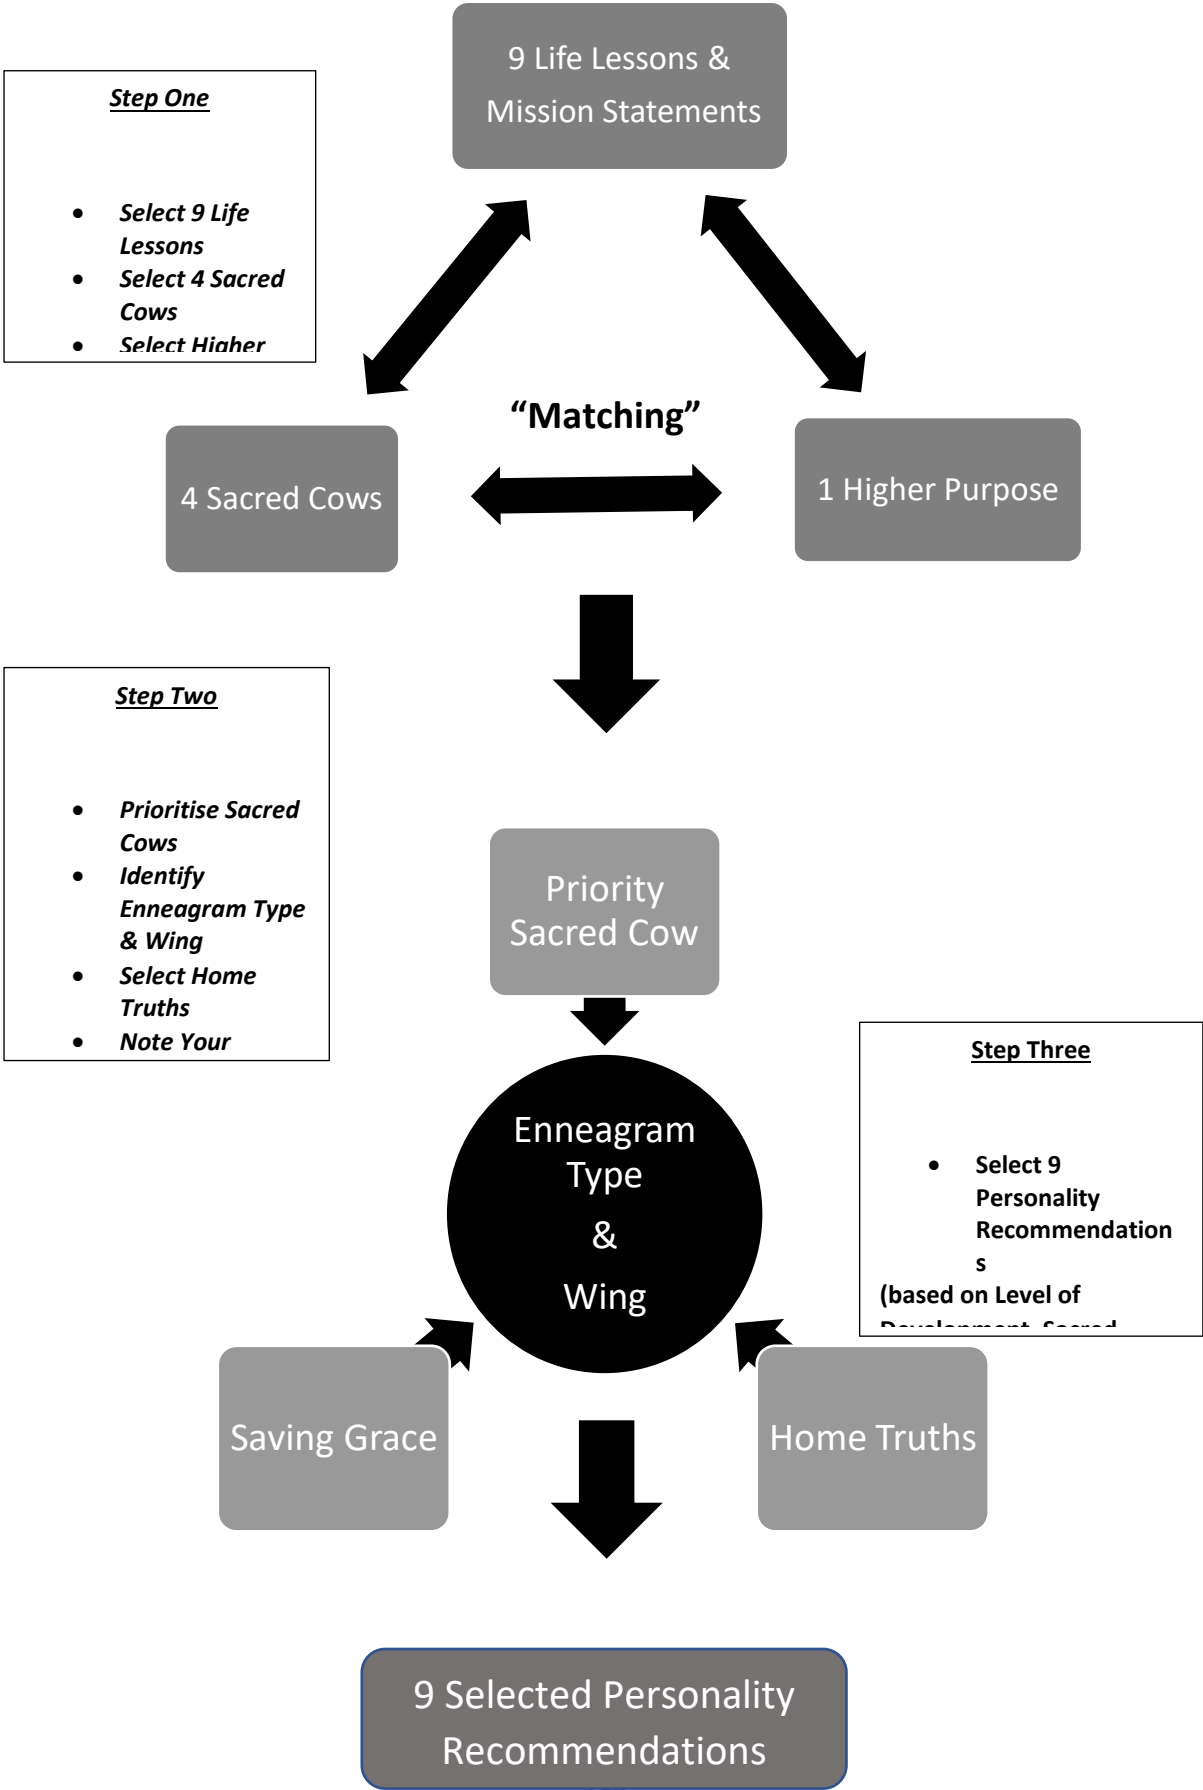 9 Life Lessons &
Mission Statements
Step One
• Select 9 Life
Lessons
• Select 4 Sacred
Cows
• Select Higher
“Matching”
4 Sacred Cows
1 Higher Purpose
Step Two
• Prioritise Sacred
Cows
• Identify
Enneagram Type
& Wing
• Select Home
Truths
• Note Your
Priority
Sacred Cow
Enneagram
Type
&
Wing
Step Three
• Select 9
Personality
Recommendation
s
(based on Level of
Development, Sacred
Saving Grace
Home Truths
9 Selected Personality
Recommendations